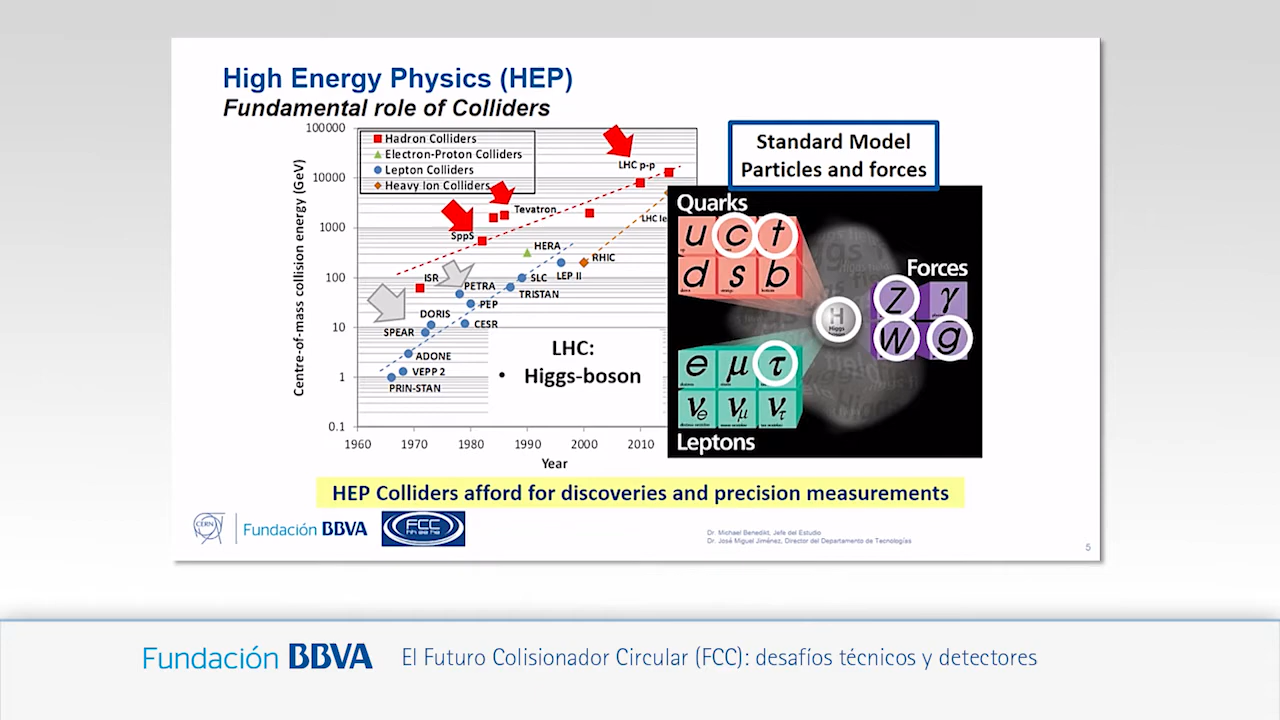 High Energy Physics (HEP)
Fundamental role of Colliders
Centre-of-mass collision energy (GeV)
100000
10000
1000
100
10
1
0.1
Hadron Colliders
Electron-Proton Colliders
Lepton Colliders
Heavy Ion Colliders
LHC p-p
Tevatron
SppS
LHC
HERA
RHIC
ISR
SLC
LEP II
PETRA
TRISTAN
PEP
DORIS
CESR
SPEAR
ADONE
VEPP 2
PRIN-STAN
LHC:
• Higgs-boson
1960
1970
1980
1990
2000
2010
Year
Standard Model
Particles and forces
Quarks
u c t
d s b
Forces
Z γ
W g
H
Higgs
boson
e μ τ
νe νμ ντ
Leptons
HEP Colliders afford for discoveries and precision measurements
CERN
Fundación BBVA
FCC
hh ee he
Dr. Michael Benedikt, Jefe del Estudio
Dr. José Miguel Jiménez, Director del Departamento de Tecnologías
5
Fundación BBVA
El Futuro Colisionador Circular (FCC): desafíos técnicos y detectores